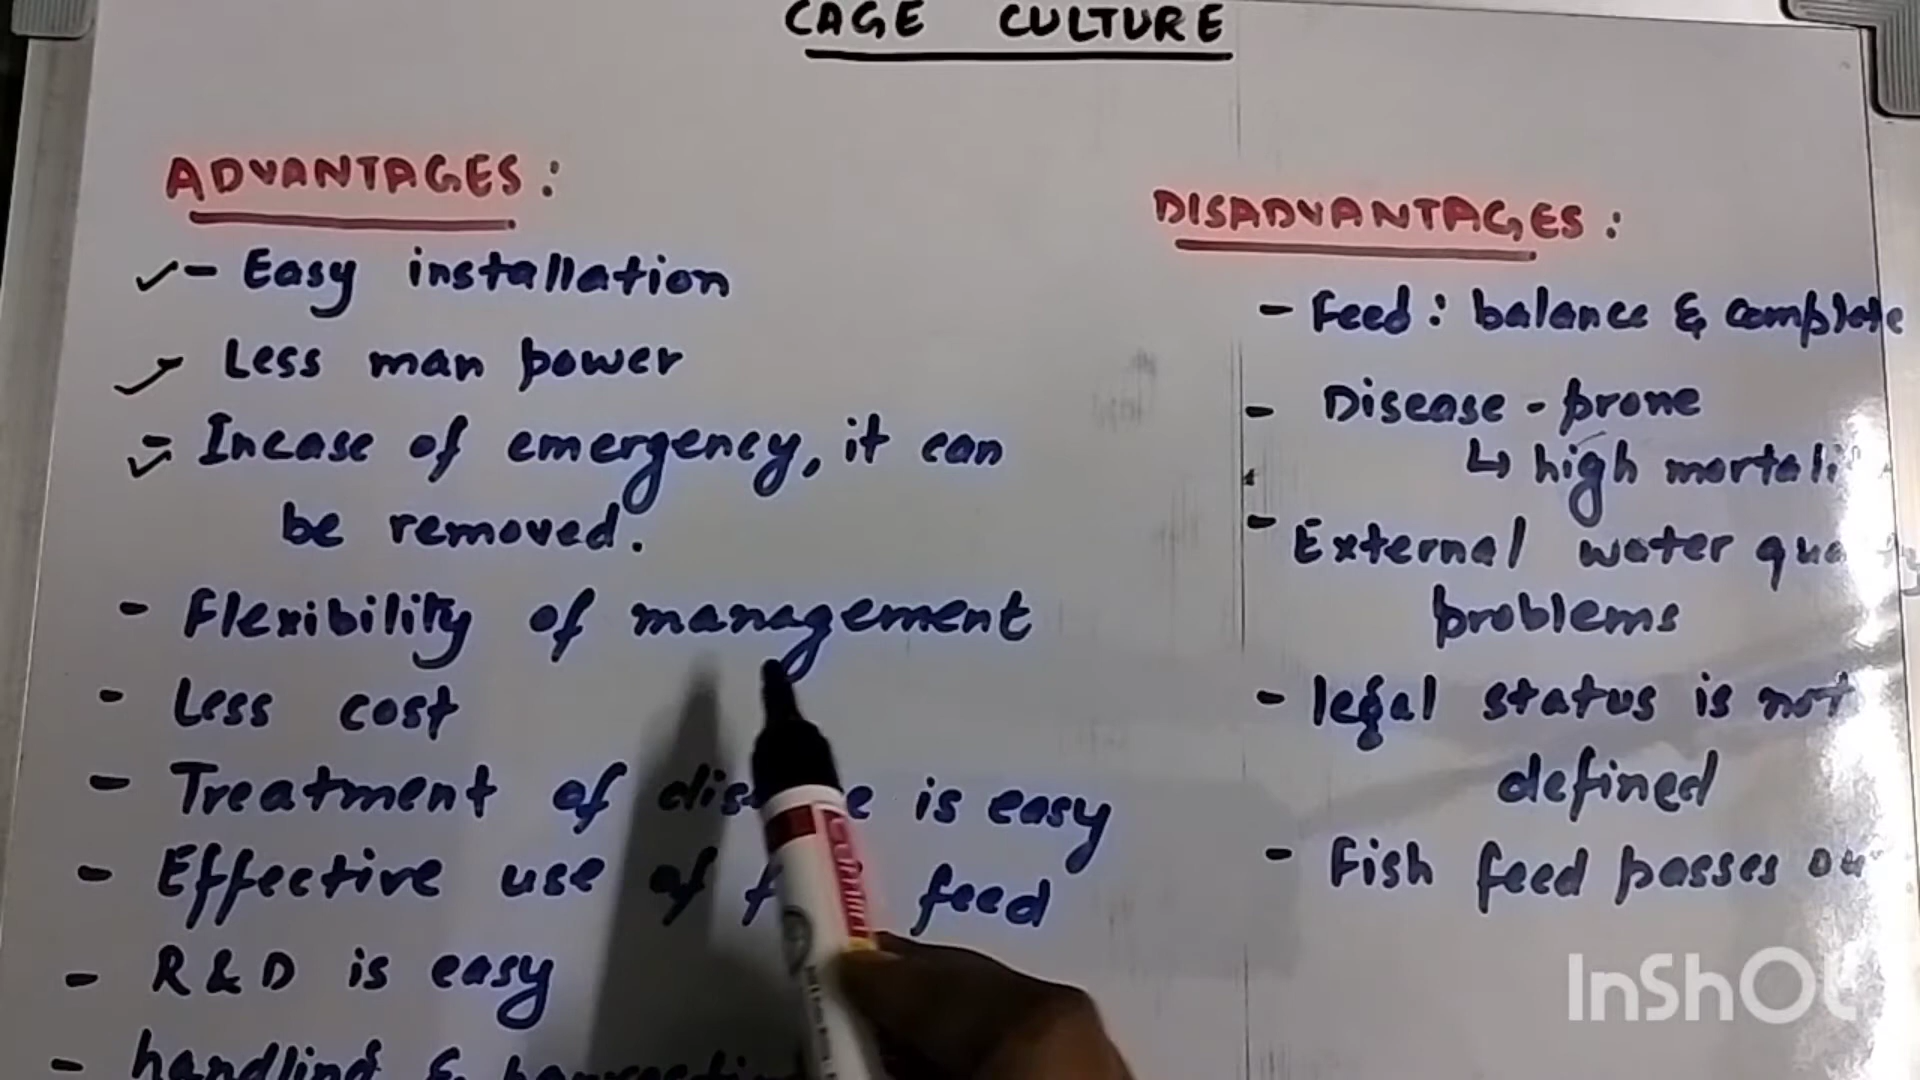 CAGE CULTURE
ADVANTAGES:
- Easy installation
Less man power
- Incase of emergency, it can
be removed.
- Flexibility of management
- Less cost
- Treatment of is easy
- Effective use of feed
- R & D is easy
- handling &
DISADVANTAGES:
- Feed: balance & complete
- Disease - prone
↳ high
- External water
problems
- legal status is not
defined
- Fish feed passes
InShOt